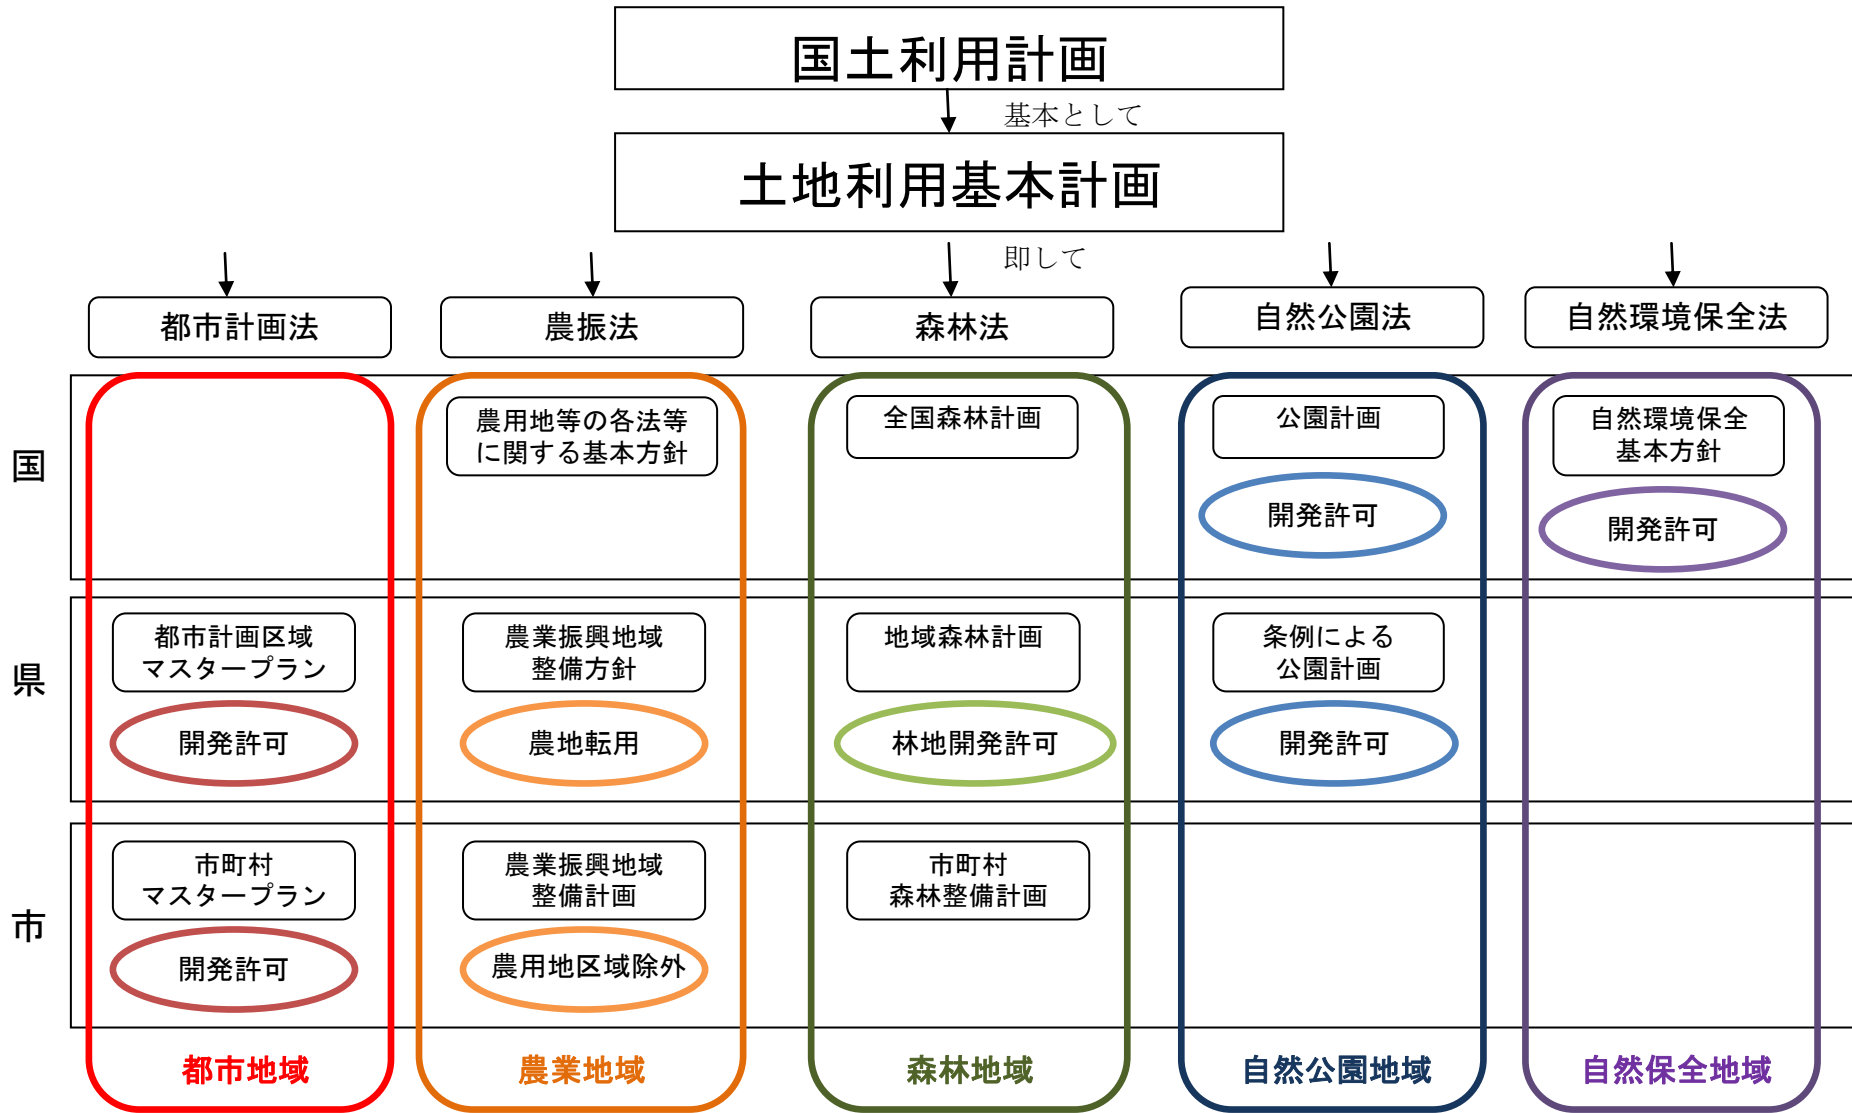 国土利用計画
基本として
土地利用基本計画
即して
都市計画法
農振法
森林法
自然公園法
自然環境保全法
国
農用地等の各法等
に関する基本方針
全国森林計画
公園計画
開発許可
自然環境保全
基本方針
開発許可
県
都市計画区域
マスタープラン
開発許可
農業振興地域
整備方針
農地転用
地域森林計画
林地開発許可
条例による
公園計画
開発許可
市
市町村
マスタープラン
開発許可
農業振興地域
整備計画
農用地区域除外
市町村
森林整備計画
都市地域
農業地域
森林地域
自然公園地域
自然保全地域